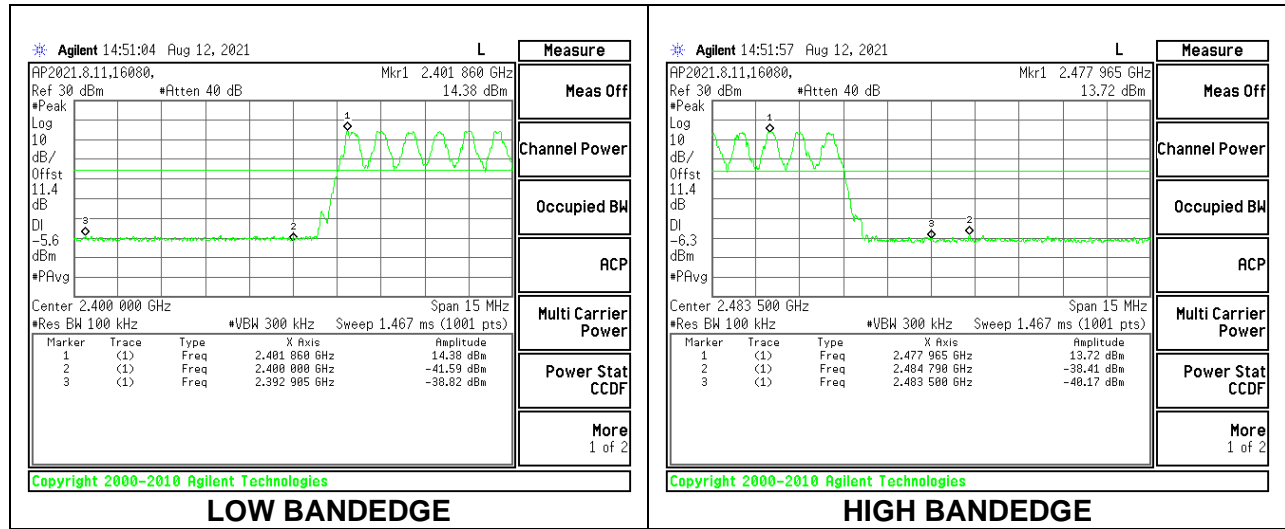 Agilent 14:51:04 Aug 12, 2021 L
Measure
AP2021.8.11,16080, Mkr1 2.401 860 GHz
Ref 30 dBm #Atten 40 dB 14.38 dBm
Meas Off
#Peak
Log
10
dB/
Offst
11.4
dB
DI
-5.6
dBm
#PAvg
1
2
3
Channel Power
Occupied BW
ACP
Center 2.400 000 GHz Span 15 MHz
#Res BW 100 kHz #VBW 300 kHz Sweep 1.467 ms (1001 pts)
Multi Carrier
Power
Marker Trace Type X Axis Amplitude
1 (1) Freq 2.401 860 GHz 14.38 dBm
2 (1) Freq 2.400 000 GHz -41.59 dBm
3 (1) Freq 2.392 905 GHz -38.82 dBm
Power Stat
CCDF
More
1 of 2
Copyright 2000-2010 Agilent Technologies
LOW BANDEDGE
Agilent 14:51:57 Aug 12, 2021 L
Measure
AP2021.8.11,16080, Mkr1 2.477 965 GHz
Ref 30 dBm #Atten 40 dB 13.72 dBm
Meas Off
#Peak
Log
10
dB/
Offst
11.4
dB
DI
-6.3
dBm
#PAvg
1
3
2
Channel Power
Occupied BW
ACP
Center 2.483 500 GHz Span 15 MHz
#Res BW 100 kHz #VBW 300 kHz Sweep 1.467 ms (1001 pts)
Multi Carrier
Power
Marker Trace Type X Axis Amplitude
1 (1) Freq 2.477 965 GHz 13.72 dBm
2 (1) Freq 2.484 790 GHz -38.41 dBm
3 (1) Freq 2.483 500 GHz -40.17 dBm
Power Stat
CCDF
More
1 of 2
Copyright 2000-2010 Agilent Technologies
HIGH BANDEDGE